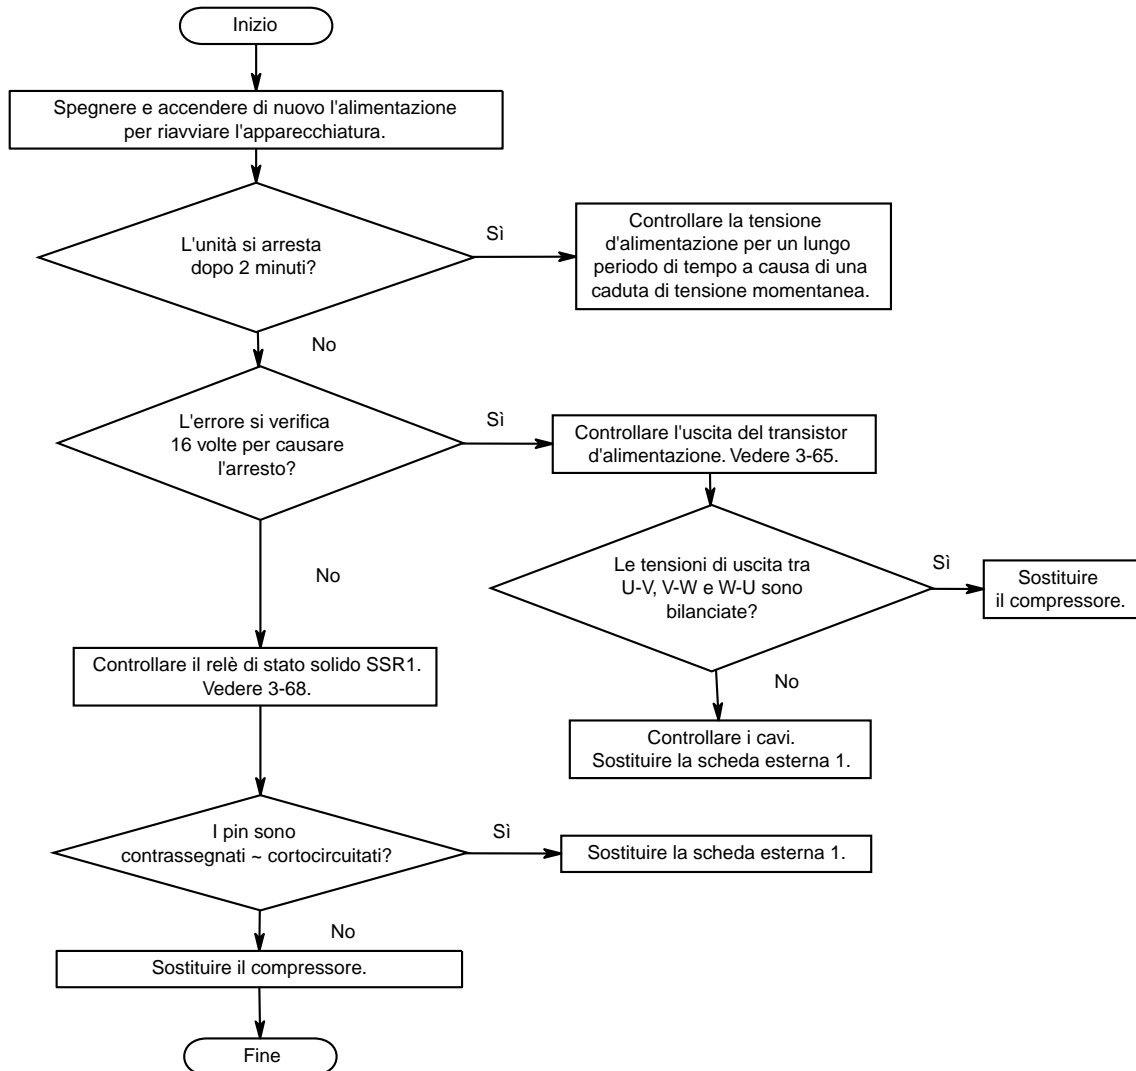 Inizio
Spegnere e accendere di nuovo l'alimentazione
per riavviare l'apparecchiatura.
L'unità si arresta
dopo 2 minuti?
Sì
Controllare la tensione
d'alimentazione per un lungo
periodo di tempo a causa di una
caduta di tensione momentanea.
No
L'errore si verifica
16 volte per causare
l'arresto?
Sì
Controllare l'uscita del transistor
d'alimentazione. Vedere 3-65.
Le tensioni di uscita tra
U-V, V-W e W-U sono
bilanciate?
Sì
Sostituire
il compressore.
No
Controllare i cavi.
Sostituire la scheda esterna 1.
No
Controllare il relè di stato solido SSR1.
Vedere 3-68.
I pin sono
contrassegnati ~ cortocircuitati?
Sì
Sostituire la scheda esterna 1.
No
Sostituire il compressore.
Fine